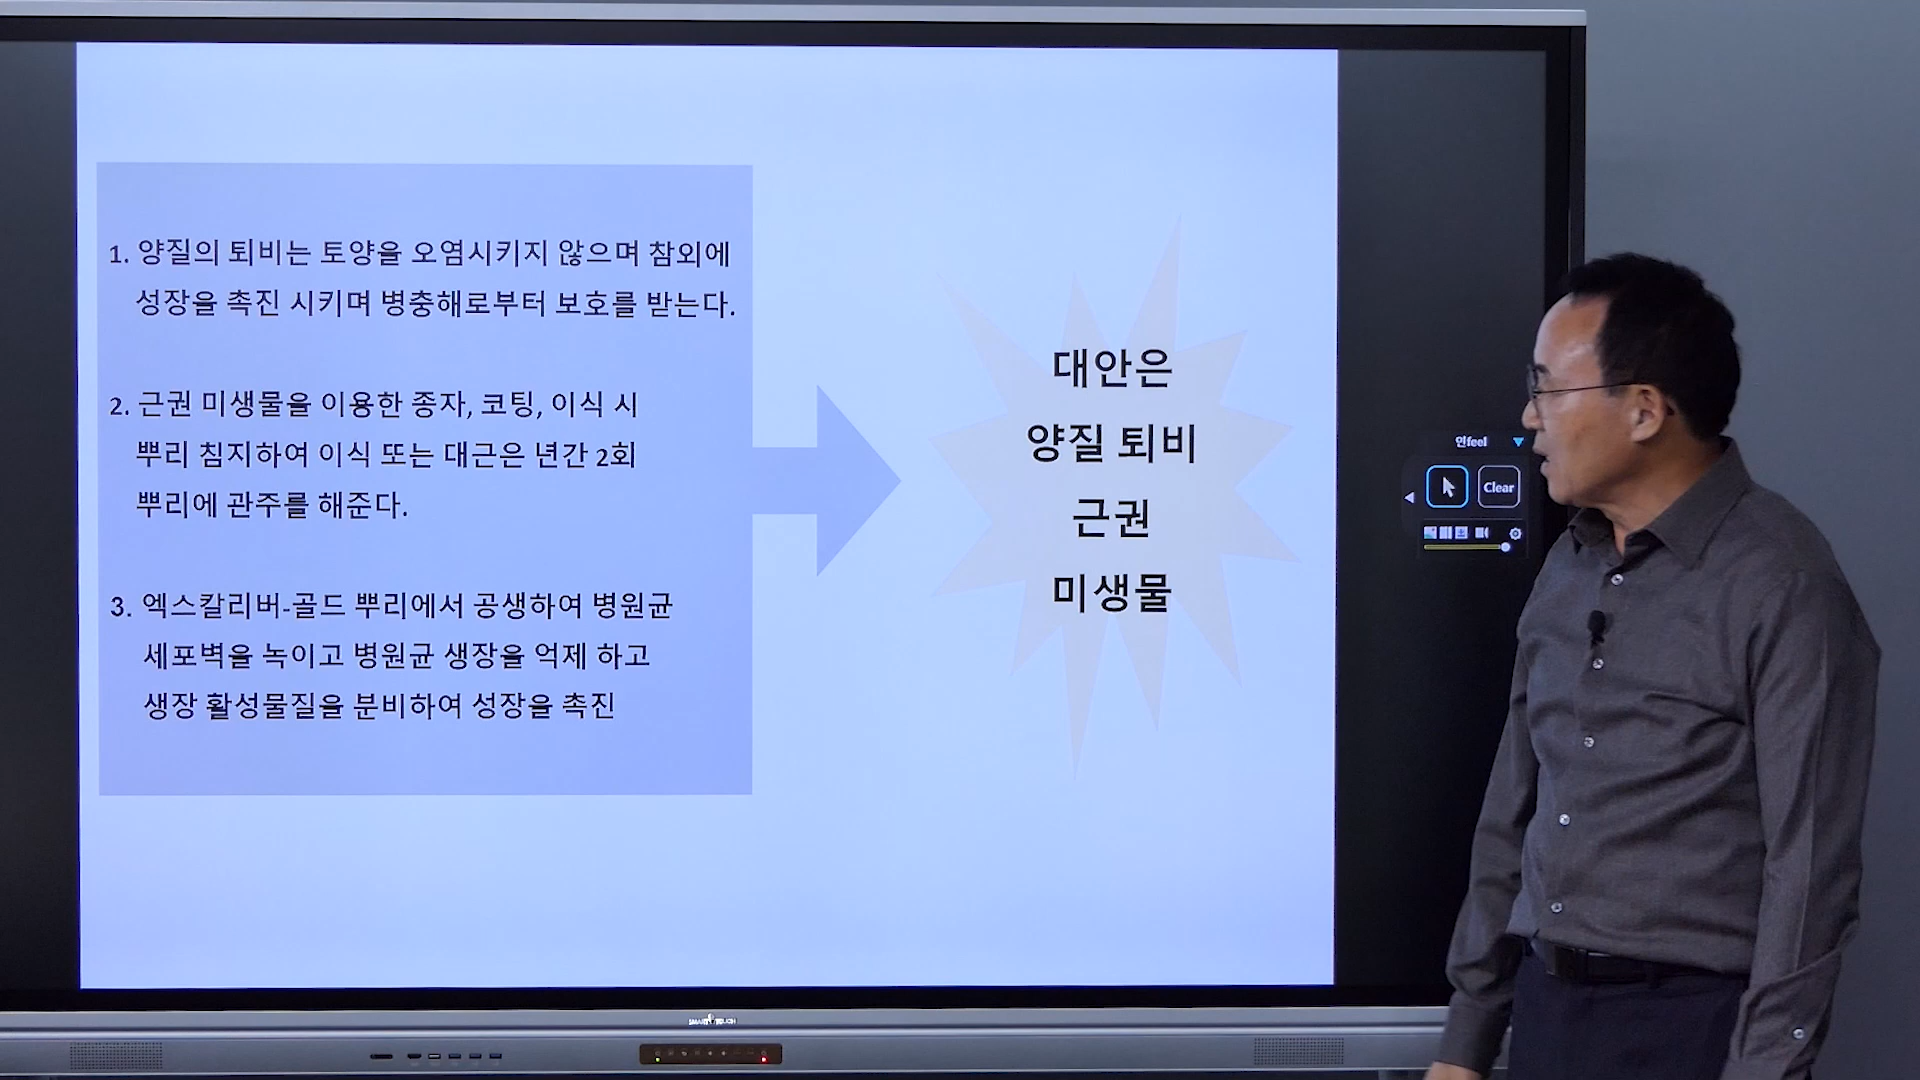 1. 양질의 퇴비는 토양을 오염시키지 않으며 참외에
성장을 촉진 시키며 병충해로부터 보호를 받는다.
2. 근권 미생물을 이용한 종자, 코팅, 이식 시
뿌리 침지하여 이식 또는 대근은 년간 2회
뿌리에 관주를 해준다.
3. 엑스칼리버-골드 뿌리에서 공생하여 병원균
세포벽을 녹이고 병원균 생장을 억제 하고
생장 활성물질을 분비하여 성장을 촉진
대안은
양질 퇴비
근권
미생물
인feel
Clear
SMART TOUCH